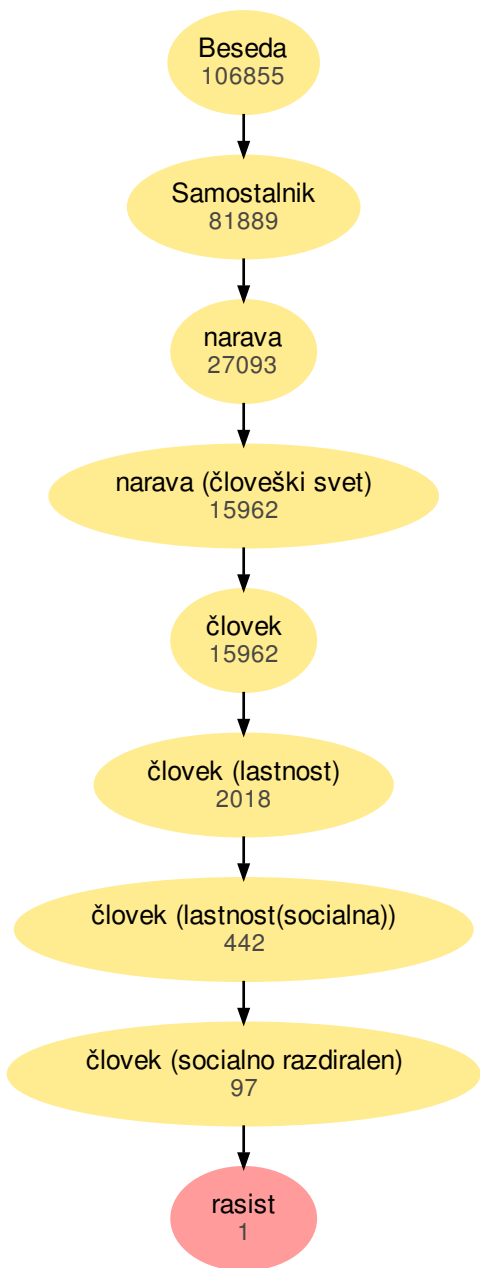 Beseda
106855
Samostalnik
81889
narava
27093
narava (človeški svet)
15962
človek
15962
človek (lastnost)
2018
človek (lastnost(socialna))
442
človek (socialno razdiralen)
97
rasist
1